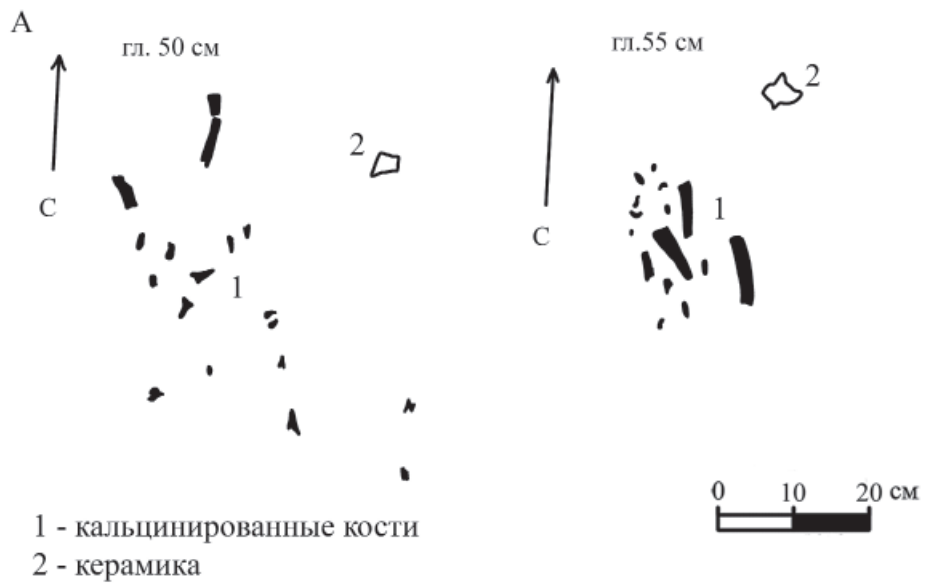 А
гл. 50 см
гл.55 см
2
2
С
1
С
1
0 10 20 см
1 - кальцинированные кости
2 - керамика